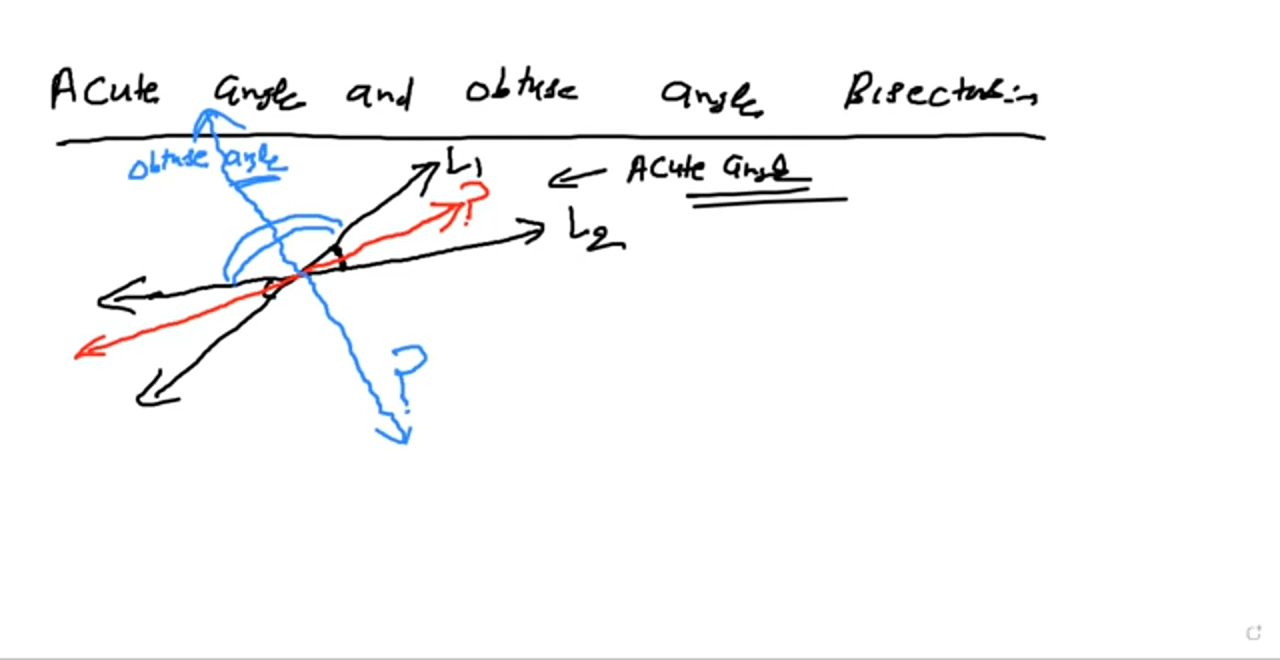 Acute angle and obtuse angle Bisectors:-
obtuse angle
L1
← Acute angle
?
L2
?